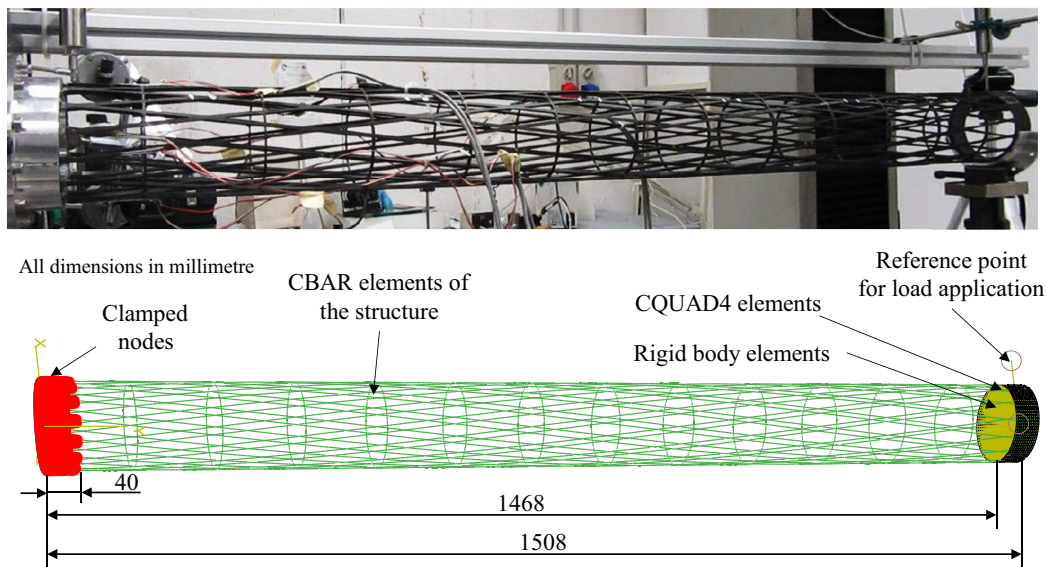 All dimensions in millimetre
Clamped
nodes
CBAR elements of
the structure
Reference point
for load application
CQUAD4 elements
Rigid body elements
X
X
40
1468
1508